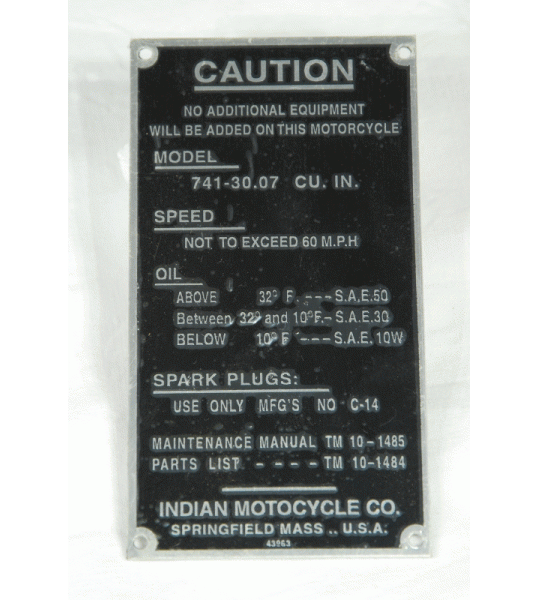 CAUTION
NO ADDITIONAL EQUIPMENT
WILL BE ADDED ON THIS MOTORCYCLE
MODEL
741-30.07 CU. IN.
SPEED
NOT TO EXCEED 60 M.P.H
OIL
ABOVE 32° F. --- S.A.E.50
Between 32° and 10°F.- S.A.E.30
BELOW 10° F --- S.A.E. 10W
SPARK PLUGS:
USE ONLY MFG'S NO C-14
MAINTENANCE MANUAL TM 10-1485
PARTS LIST - - - - TM 10-1484
INDIAN MOTOCYCLE CO.
SPRINGFIELD MASS .. U.S.A.
43963